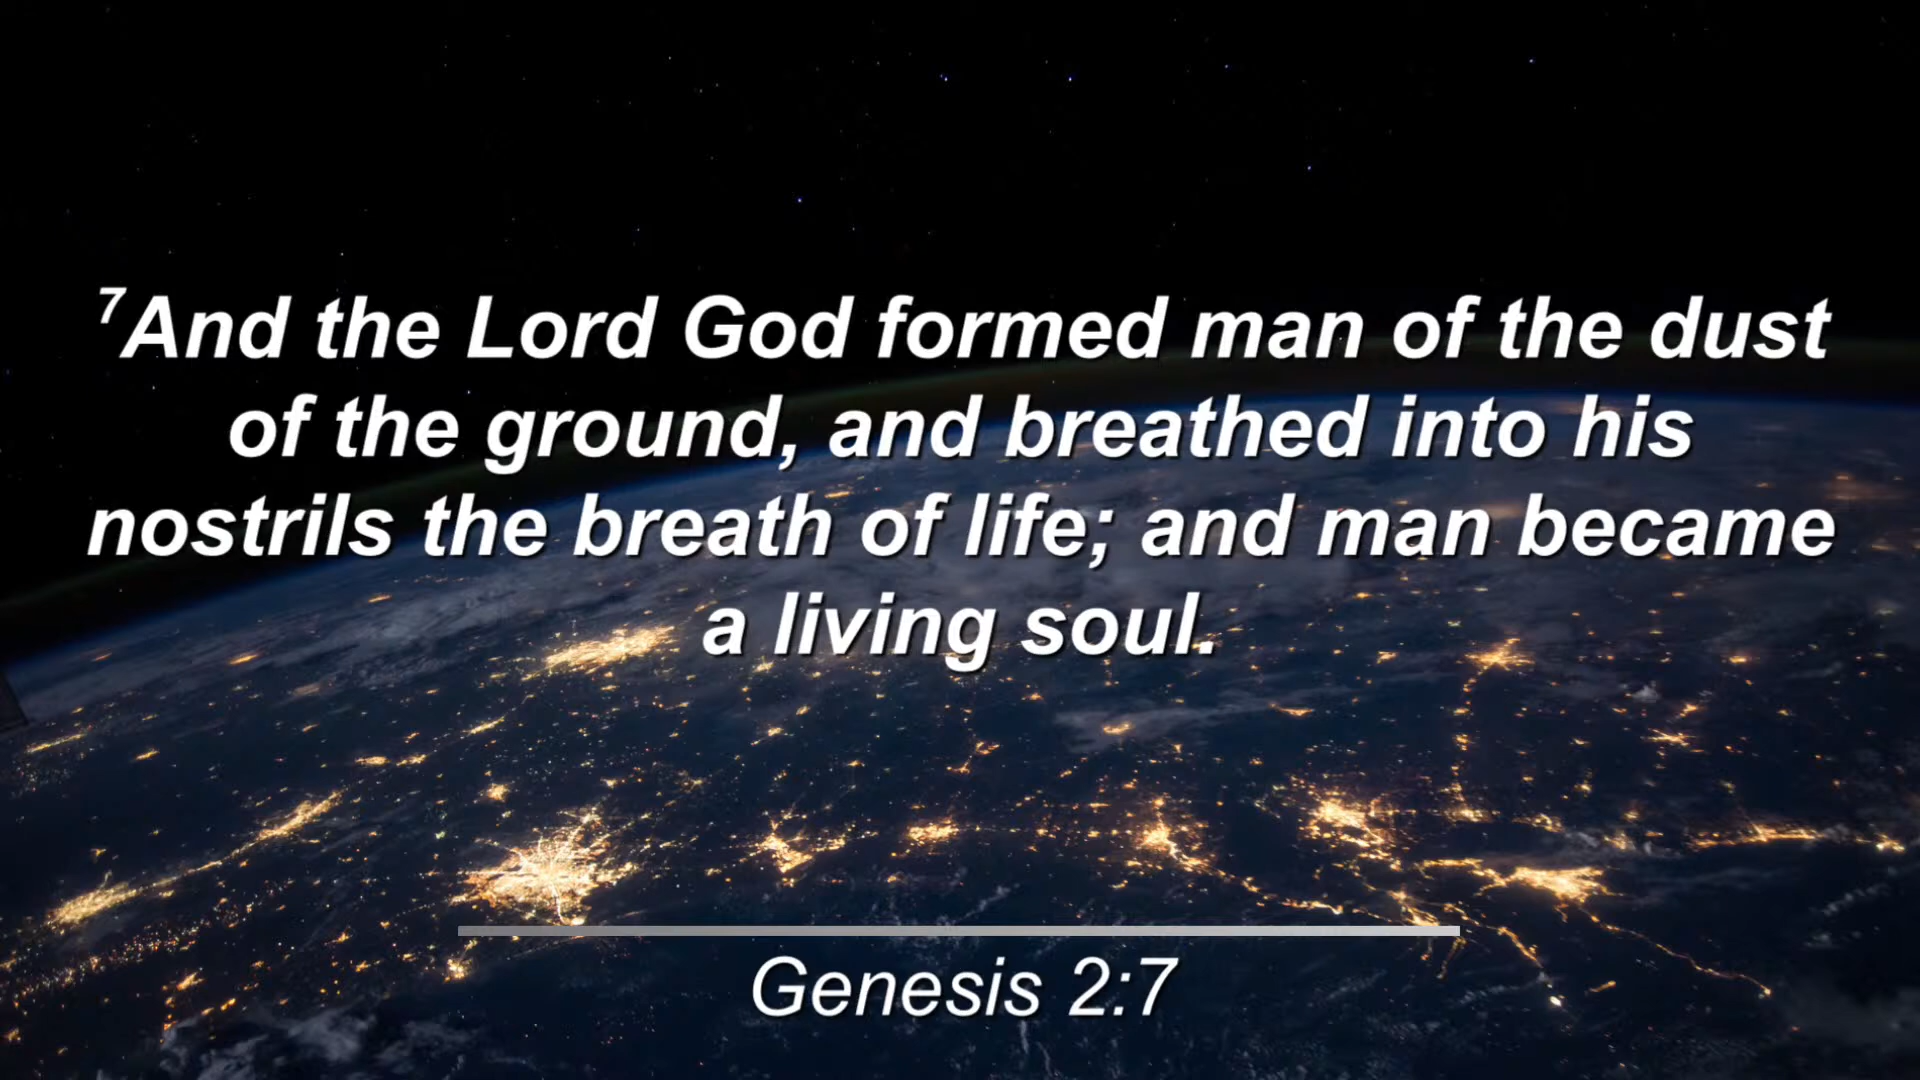 7And the Lord God formed man of the dust
of the ground, and breathed into his
nostrils the breath of life; and man became
a living soul.
Genesis 2:7